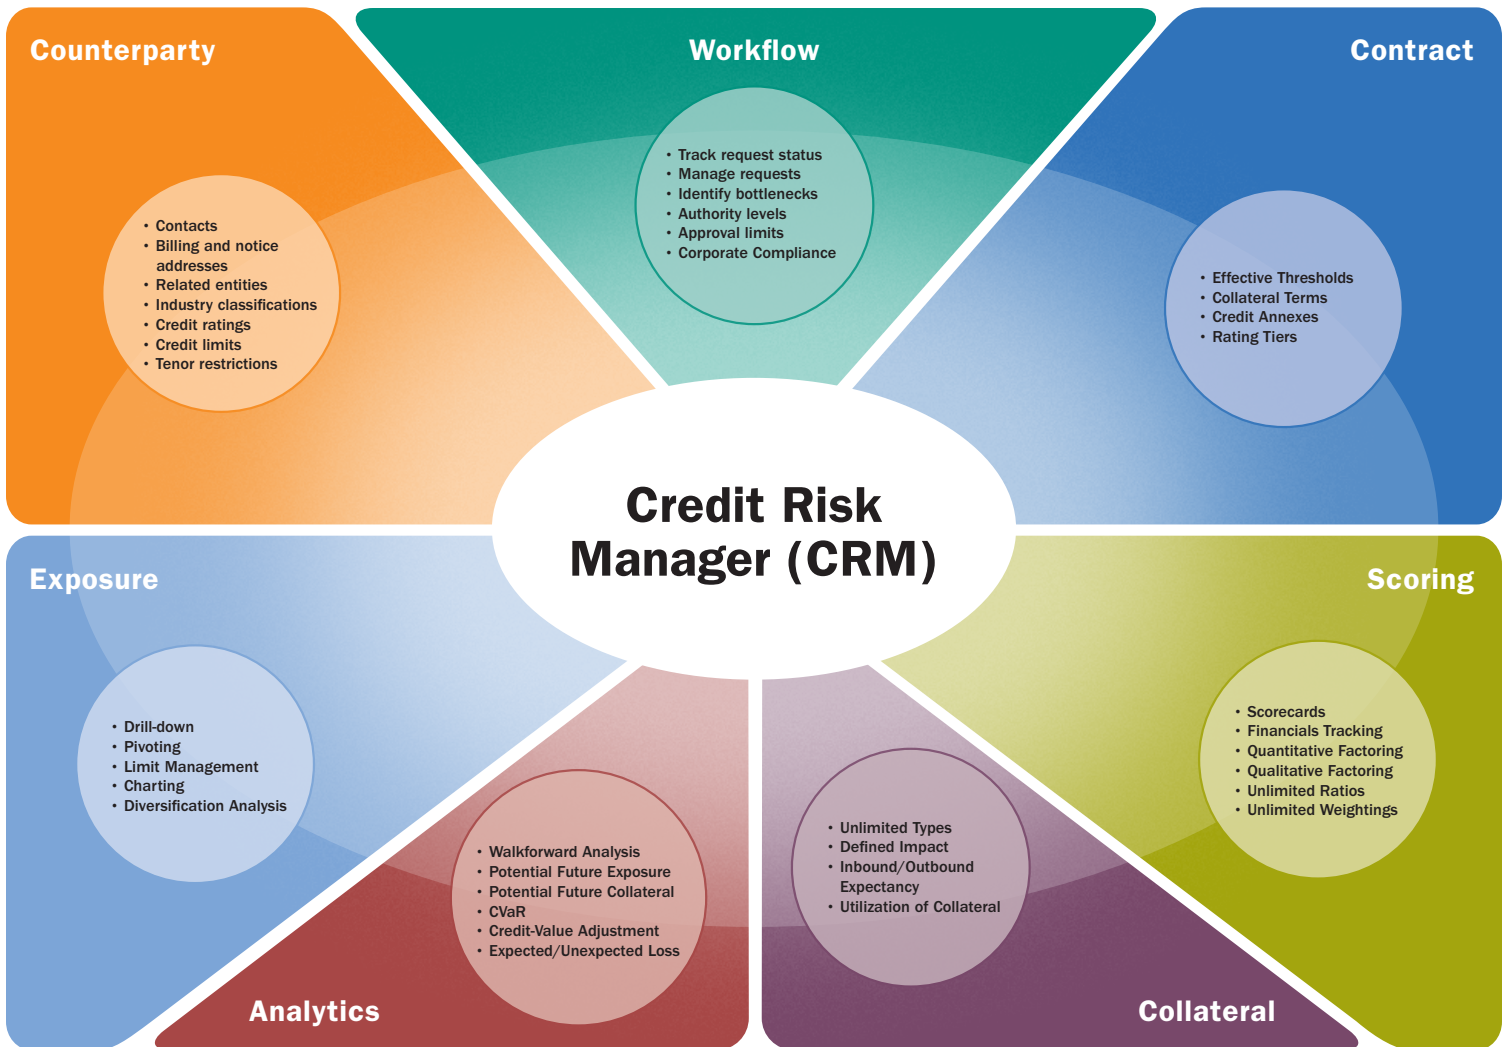 Counterparty
• Contacts
• Billing and notice
addresses
• Related entities
• Industry classifications
• Credit ratings
• Credit limits
• Tenor restrictions
Workflow
• Track request status
• Manage requests
• Identify bottlenecks
• Authority levels
• Approval limits
• Corporate Compliance
Contract
• Effective Thresholds
• Collateral Terms
• Credit Annexes
• Rating Tiers
Credit Risk
Manager (CRM)
Exposure
• Drill-down
• Pivoting
• Limit Management
• Charting
• Diversification Analysis
Scoring
• Scorecards
• Financials Tracking
• Quantitative Factoring
• Qualitative Factoring
• Unlimited Ratios
• Unlimited Weightings
• Walkforward Analysis
• Potential Future Exposure
• Potential Future Collateral
• CVaR
• Credit-Value Adjustment
• Expected/Unexpected Loss
Analytics
• Unlimited Types
• Defined Impact
• Inbound/Outbound
Expectancy
• Utilization of Collateral
Collateral